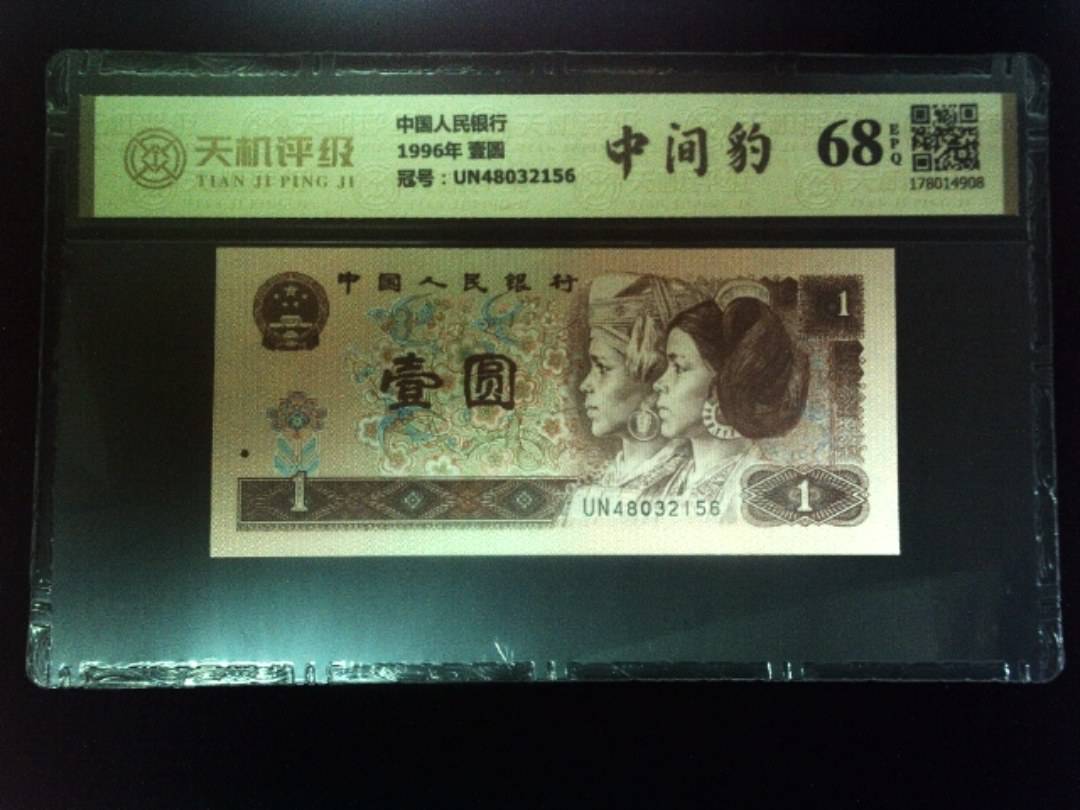 天机评级
TIAN JI PING JI
中国人民银行
1996年 壹圆
冠号：UN48032156
中间豹
68
EPQ
178014908
中国人民银行
1
壹圆
1
UN48032156
1